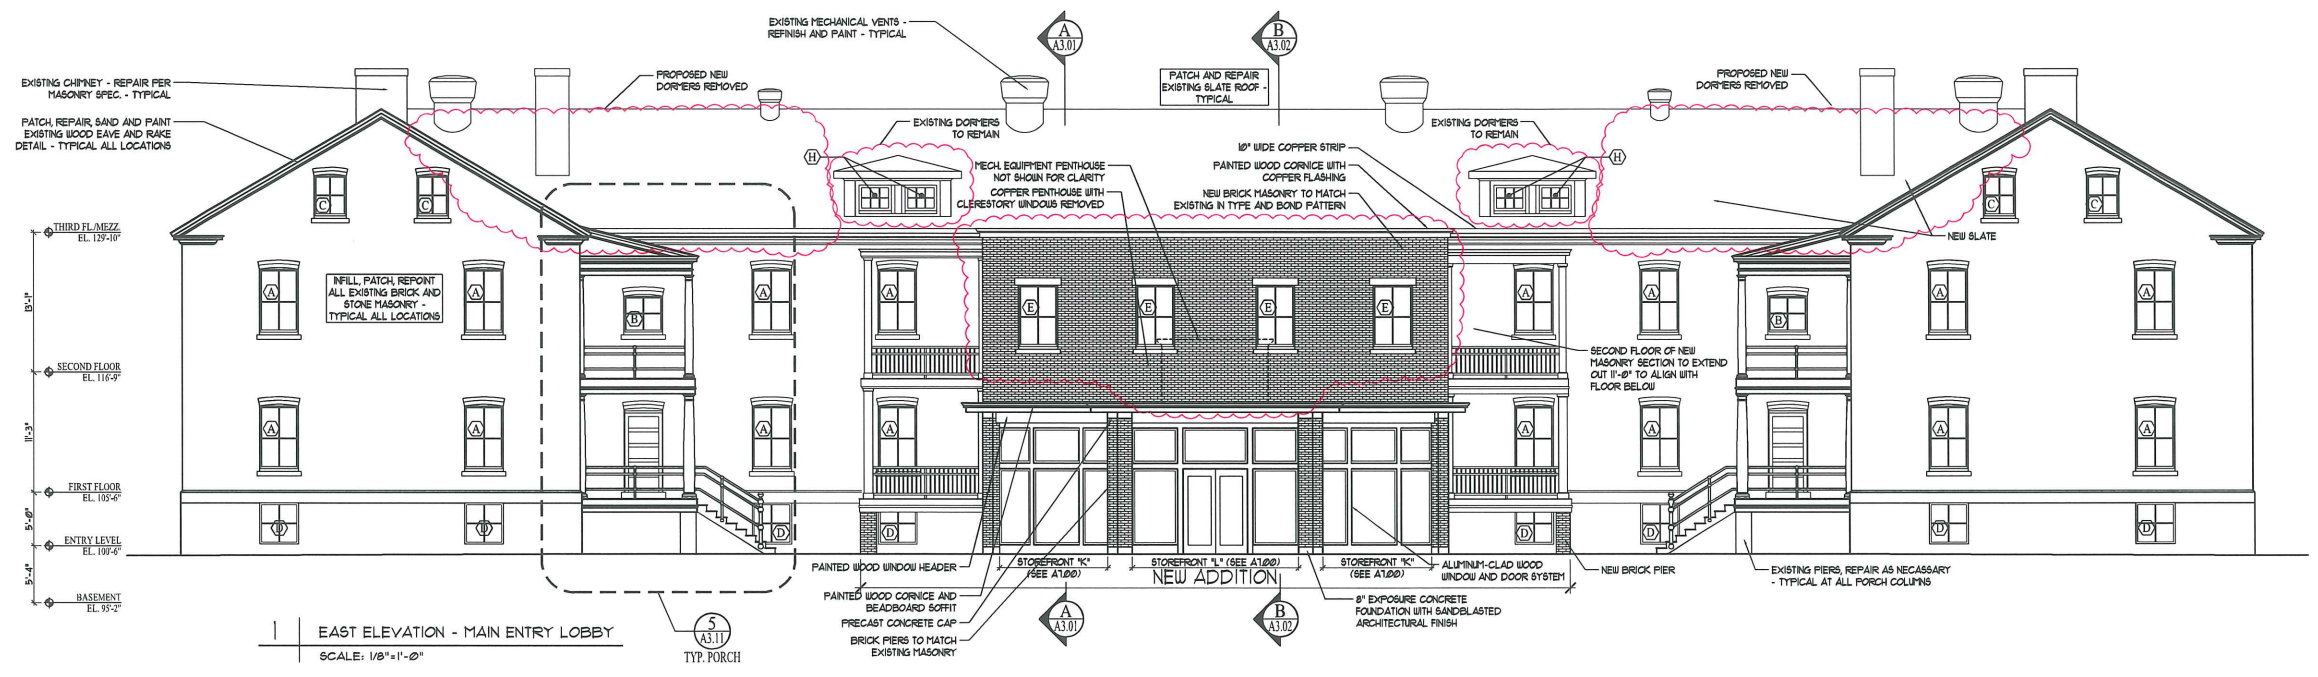 EXISTING MECHANICAL VENTS -
REFINISH AND PAINT - TYPICAL
A
A3.01
B
A3.02
EXISTING CHIMNEY - REPAIR PER
MASONRY SPEC. - TYPICAL
PATCH, REPAIR, SAND AND PAINT
EXISTING WOOD EAVE AND RAKE
DETAIL - TYPICAL ALL LOCATIONS
PROPOSED NEW
DORMERS REMOVED
PATCH AND REPAIR
EXISTING SLATE ROOF -
TYPICAL
PROPOSED NEW
DORMERS REMOVED
EXISTING DORMERS
TO REMAIN
EXISTING DORMERS
TO REMAIN
H
H
MECH. EQUIPMENT PENTHOUSE
NOT SHOWN FOR CLARITY
COPPER PENTHOUSE WITH
CLERESTORY WINDOWS REMOVED
10" WIDE COPPER STRIP
PAINTED WOOD CORNICE WITH
COPPER FLASHING
NEW BRICK MASONRY TO MATCH
EXISTING IN TYPE AND BOND PATTERN
C
C
C
C
NEW SLATE
THIRD FL./MEZZ.
EL. 129'-10"
13'-1"
SECOND FLOOR
EL. 116'-9"
11'-3"
FIRST FLOOR
EL. 105'-6"
5'-0"
ENTRY LEVEL
EL. 100'-6"
5'-4"
BASEMENT
EL. 95'-2"
INFILL, PATCH, REPOINT
ALL EXISTING BRICK AND
STONE MASONRY -
TYPICAL ALL LOCATIONS
A
A
B
A
A
E
E
E
E
A
A
B
A
A
SECOND FLOOR OF NEW
MASONRY SECTION TO EXTEND
OUT 11'-0" TO ALIGN WITH
FLOOR BELOW
A
A
A
A
A
A
A
A
D
D
D
D
D
D
D
D
PAINTED WOOD WINDOW HEADER
PAINTED WOOD CORNICE AND
BEADBOARD SOFFIT
PRECAST CONCRETE CAP
BRICK PIERS TO MATCH
EXISTING MASONRY
STOREFRONT "K"
(SEE A7.00)
STOREFRONT "L" (SEE A7.00)
STOREFRONT "K"
(SEE A7.00)
NEW ADDITION
ALUMINUM-CLAD WOOD
WINDOW AND DOOR SYSTEM
NEW BRICK PIER
EXISTING PIERS, REPAIR AS NECASSARY
- TYPICAL AT ALL PORCH COLUMNS
8" EXPOSURE CONCRETE
FOUNDATION WITH SANDBLASTED
ARCHITECTURAL FINISH
A
A3.01
B
A3.02
1
EAST ELEVATION - MAIN ENTRY LOBBY
SCALE: 1/8"=1'-0"
5
A3.11
TYP. PORCH